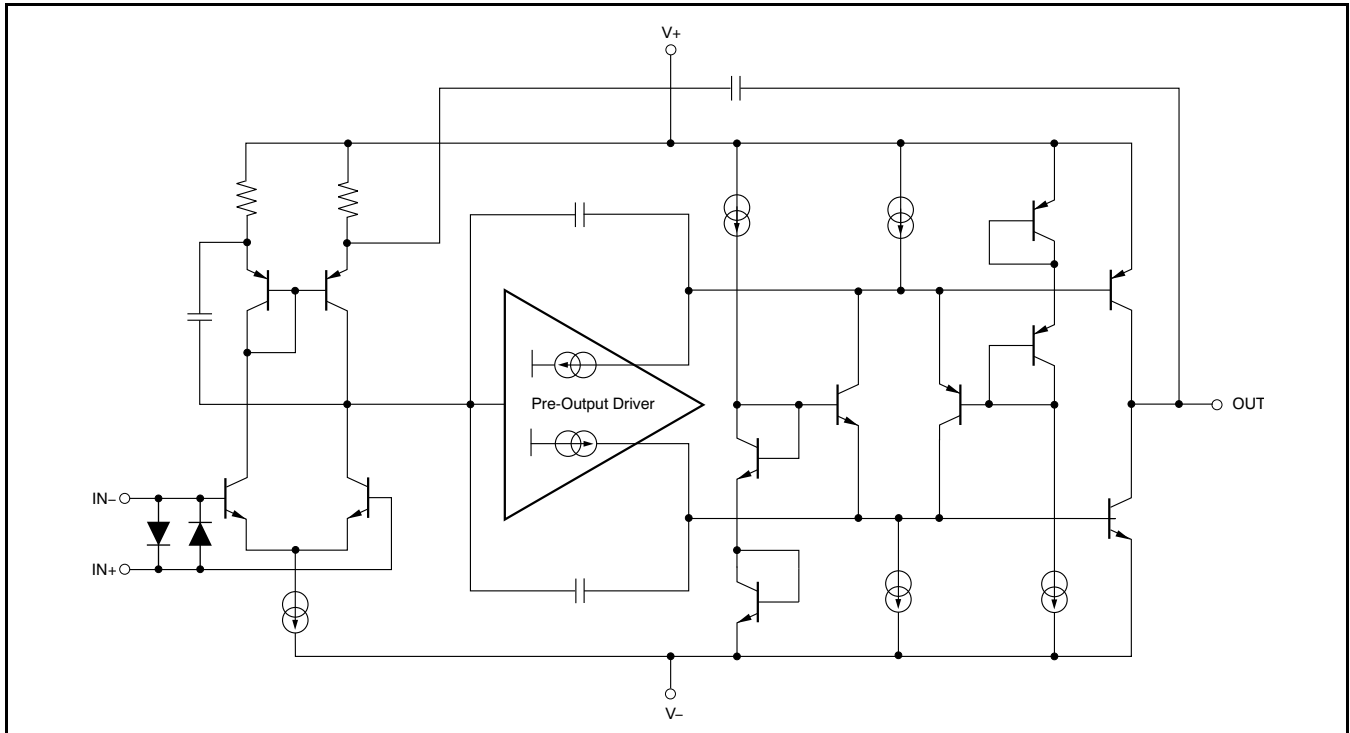 V+
Pre-Output Driver
OUT
IN–
IN+
V–